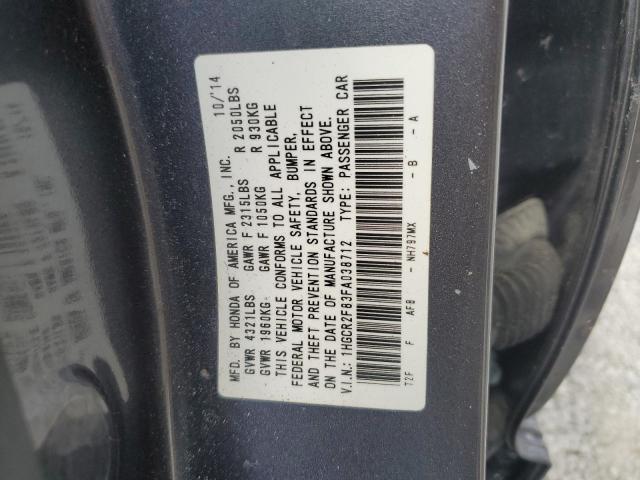 MFD. BY HONDA OF AMERICA MFG., INC. 10/'14
GVWR 4321LBS GAWR F 2315LBS R 2050LBS
GVWR 1960KG GAWR F 1050KG R 930KG
THIS VEHICLE CONFORMS TO ALL APPLICABLE
FEDERAL MOTOR VEHICLE SAFETY, BUMPER,
AND THEFT PREVENTION STANDARDS IN EFFECT
ON THE DATE OF MANUFACTURE SHOWN ABOVE.
V.I.N.: 1HGCR2F83FA038712 TYPE: PASSENGER CAR
T2F F AFB - NH797MX - B - A